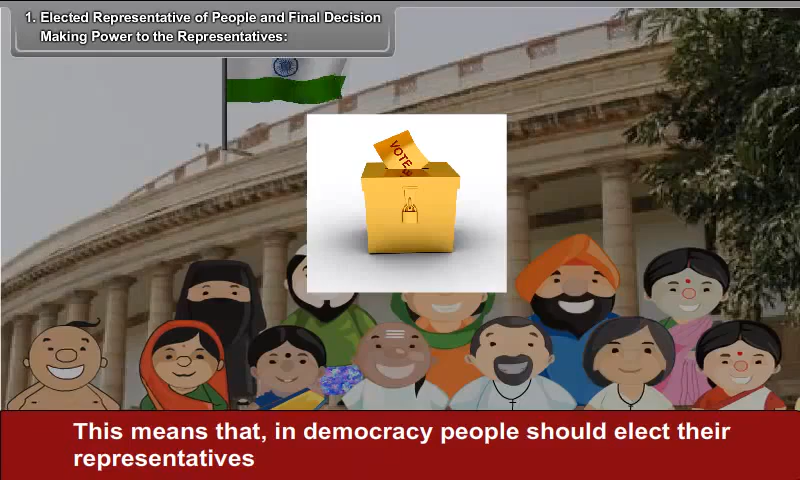 1. Elected Representative of People and Final Decision
Making Power to the Representatives:
VOTE
This means that, in democracy people should elect their
representatives